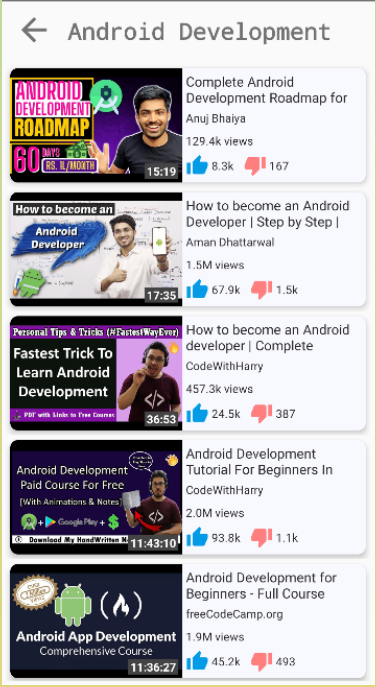 Android Development
ANDROID
DEVELOPMENT
ROADMAP
60 DAYS
RS. 1L/MONTH
15:19
Complete Android
Development Roadmap for
Anuj Bhaiya
129.4k views
8.3k 167
How to become an
Android
Developer
17:35
How to become an Android
Developer | Step by Step |
Aman Dhattarwal
1.5M views
67.9k 1.5k
Personal Tips & Tricks (#FastestWayEver)
Fastest Trick To
Learn Android
Development
PDF with Links to Free Courses
36:53
How to become an Android
developer | Complete
CodeWithHarry
457.3k views
24.5k 387
Android Development
Paid Course For Free
[With Animations & Notes]
+ Google Play + $
Download My HandWritten N
11:43:10
Android Development
Tutorial For Beginners In
CodeWithHarry
2.0M views
93.8k 1.1k
Android App Development
Comprehensive Course
11:36:27
Android Development for
Beginners - Full Course
freeCodeCamp.org
1.9M views
45.2k 493